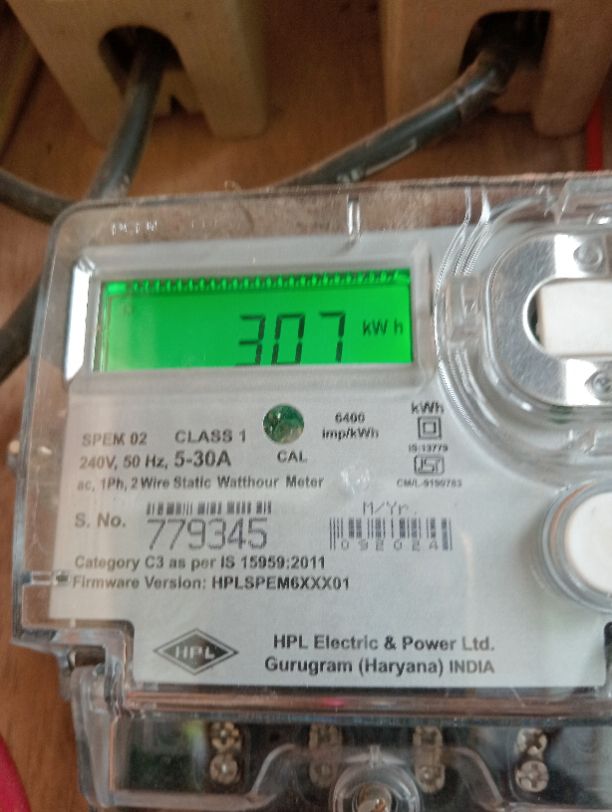 307 kWh
SPEM 02 CLASS 1
CAL
6400
imp/kWh
kWh
IS:13779
CM/L-9190783
240V, 50 Hz, 5-30A
ac, 1Ph, 2 Wire Static Watthour Meter
S. No.
779345
M/Yr.
Category C3 as per IS 15959:2011
Firmware Version: HPLSPEM6XXX01
HPL
HPL Electric & Power Ltd.
Gurugram (Haryana) INDIA